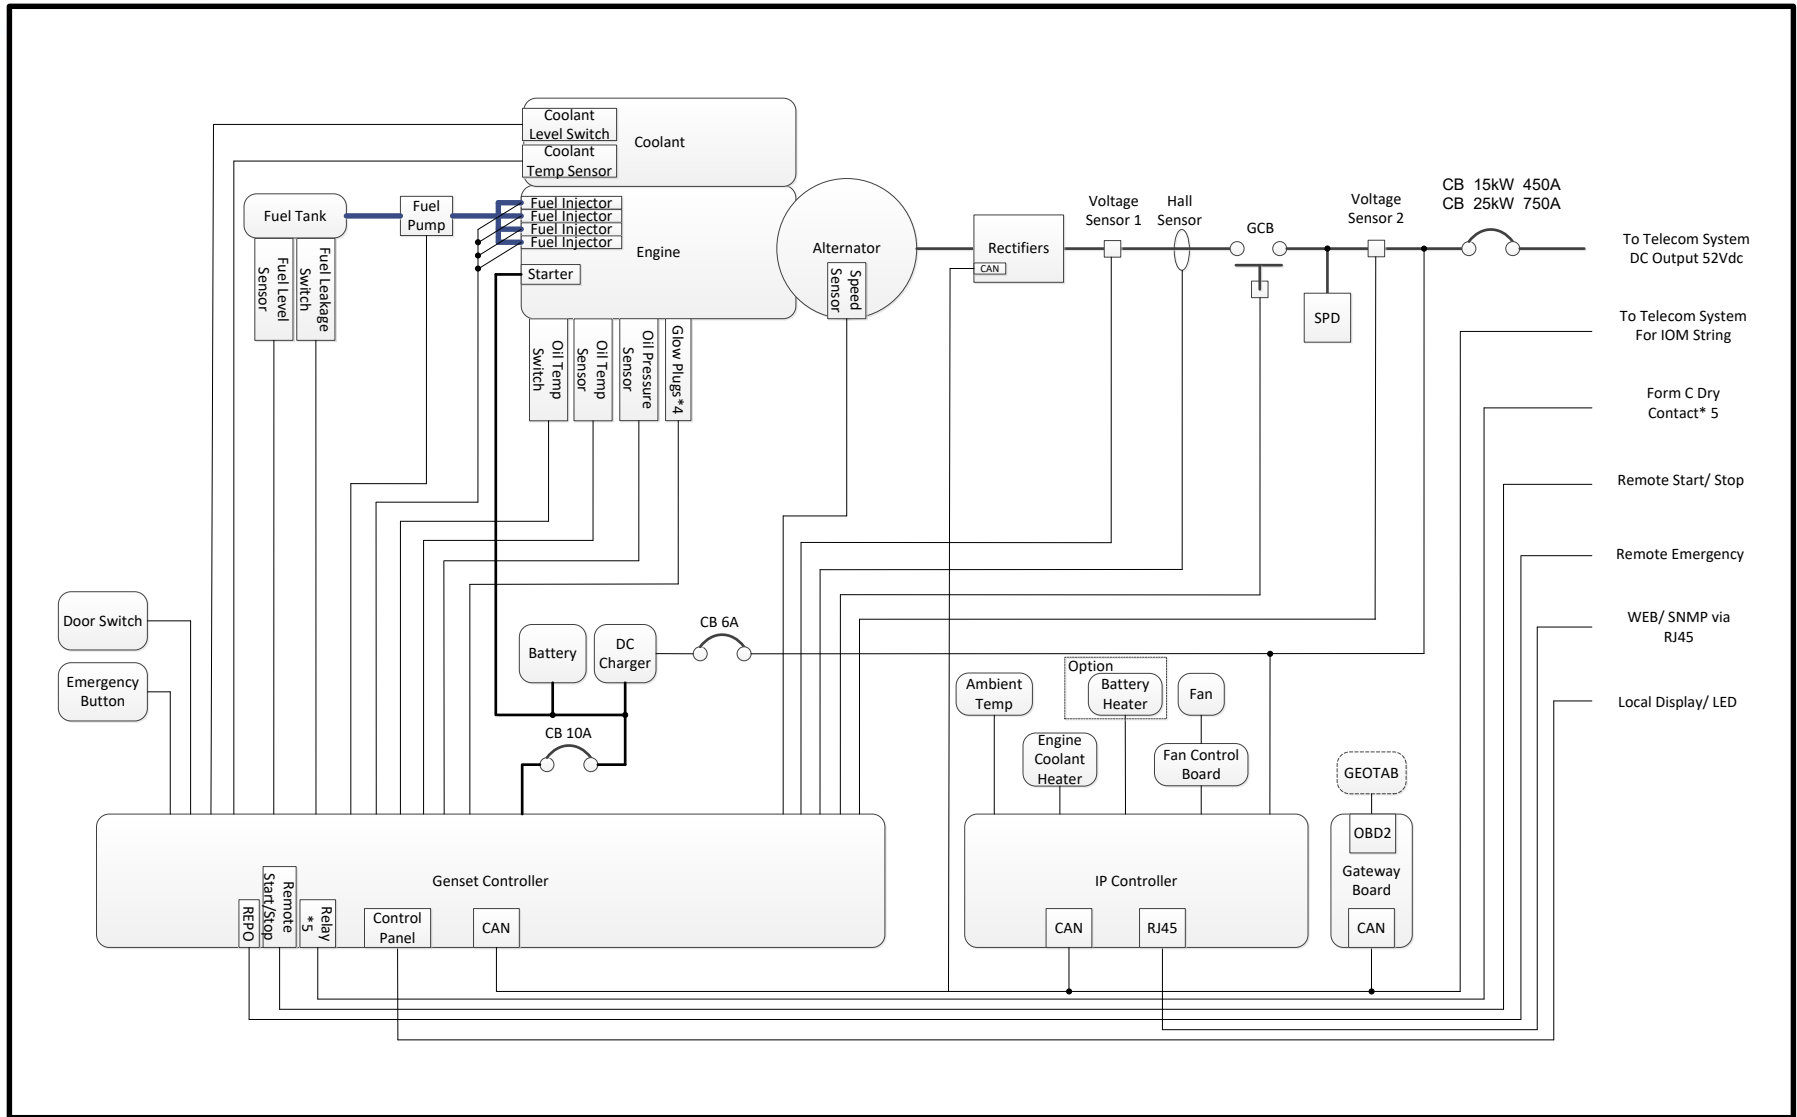 Coolant
Level Switch
Coolant
Temp Sensor
Coolant
Fuel Tank
Fuel
Pump
Fuel Injector
Fuel Injector
Fuel Injector
Fuel Injector
Engine
Starter
Fuel Level
Sensor
Fuel Leakage
Switch
Oil Temp
Switch
Oil Temp
Sensor
Oil Pressure
Sensor
Glow Plugs*4
Alternator
Speed
Sensor
Rectifiers
CAN
Voltage
Sensor 1
Hall
Sensor
GCB
SPD
Voltage
Sensor 2
CB 15kW 450A
CB 25kW 750A
To Telecom System
DC Output 52Vdc
To Telecom System
For IOM String
Form C Dry
Contact* 5
Remote Start/ Stop
Remote Emergency
WEB/ SNMP via
RJ45
Local Display/ LED
Door Switch
Emergency
Button
Battery
DC
Charger
CB 6A
CB 10A
Ambient
Temp
Option
Battery
Heater
Fan
Engine
Coolant
Heater
Fan Control
Board
GEOTAB
OBD2
Gateway
Board
CAN
Genset Controller
REPO
Remote
Start/Stop
Relay
*5
Control
Panel
CAN
IP Controller
CAN
RJ45